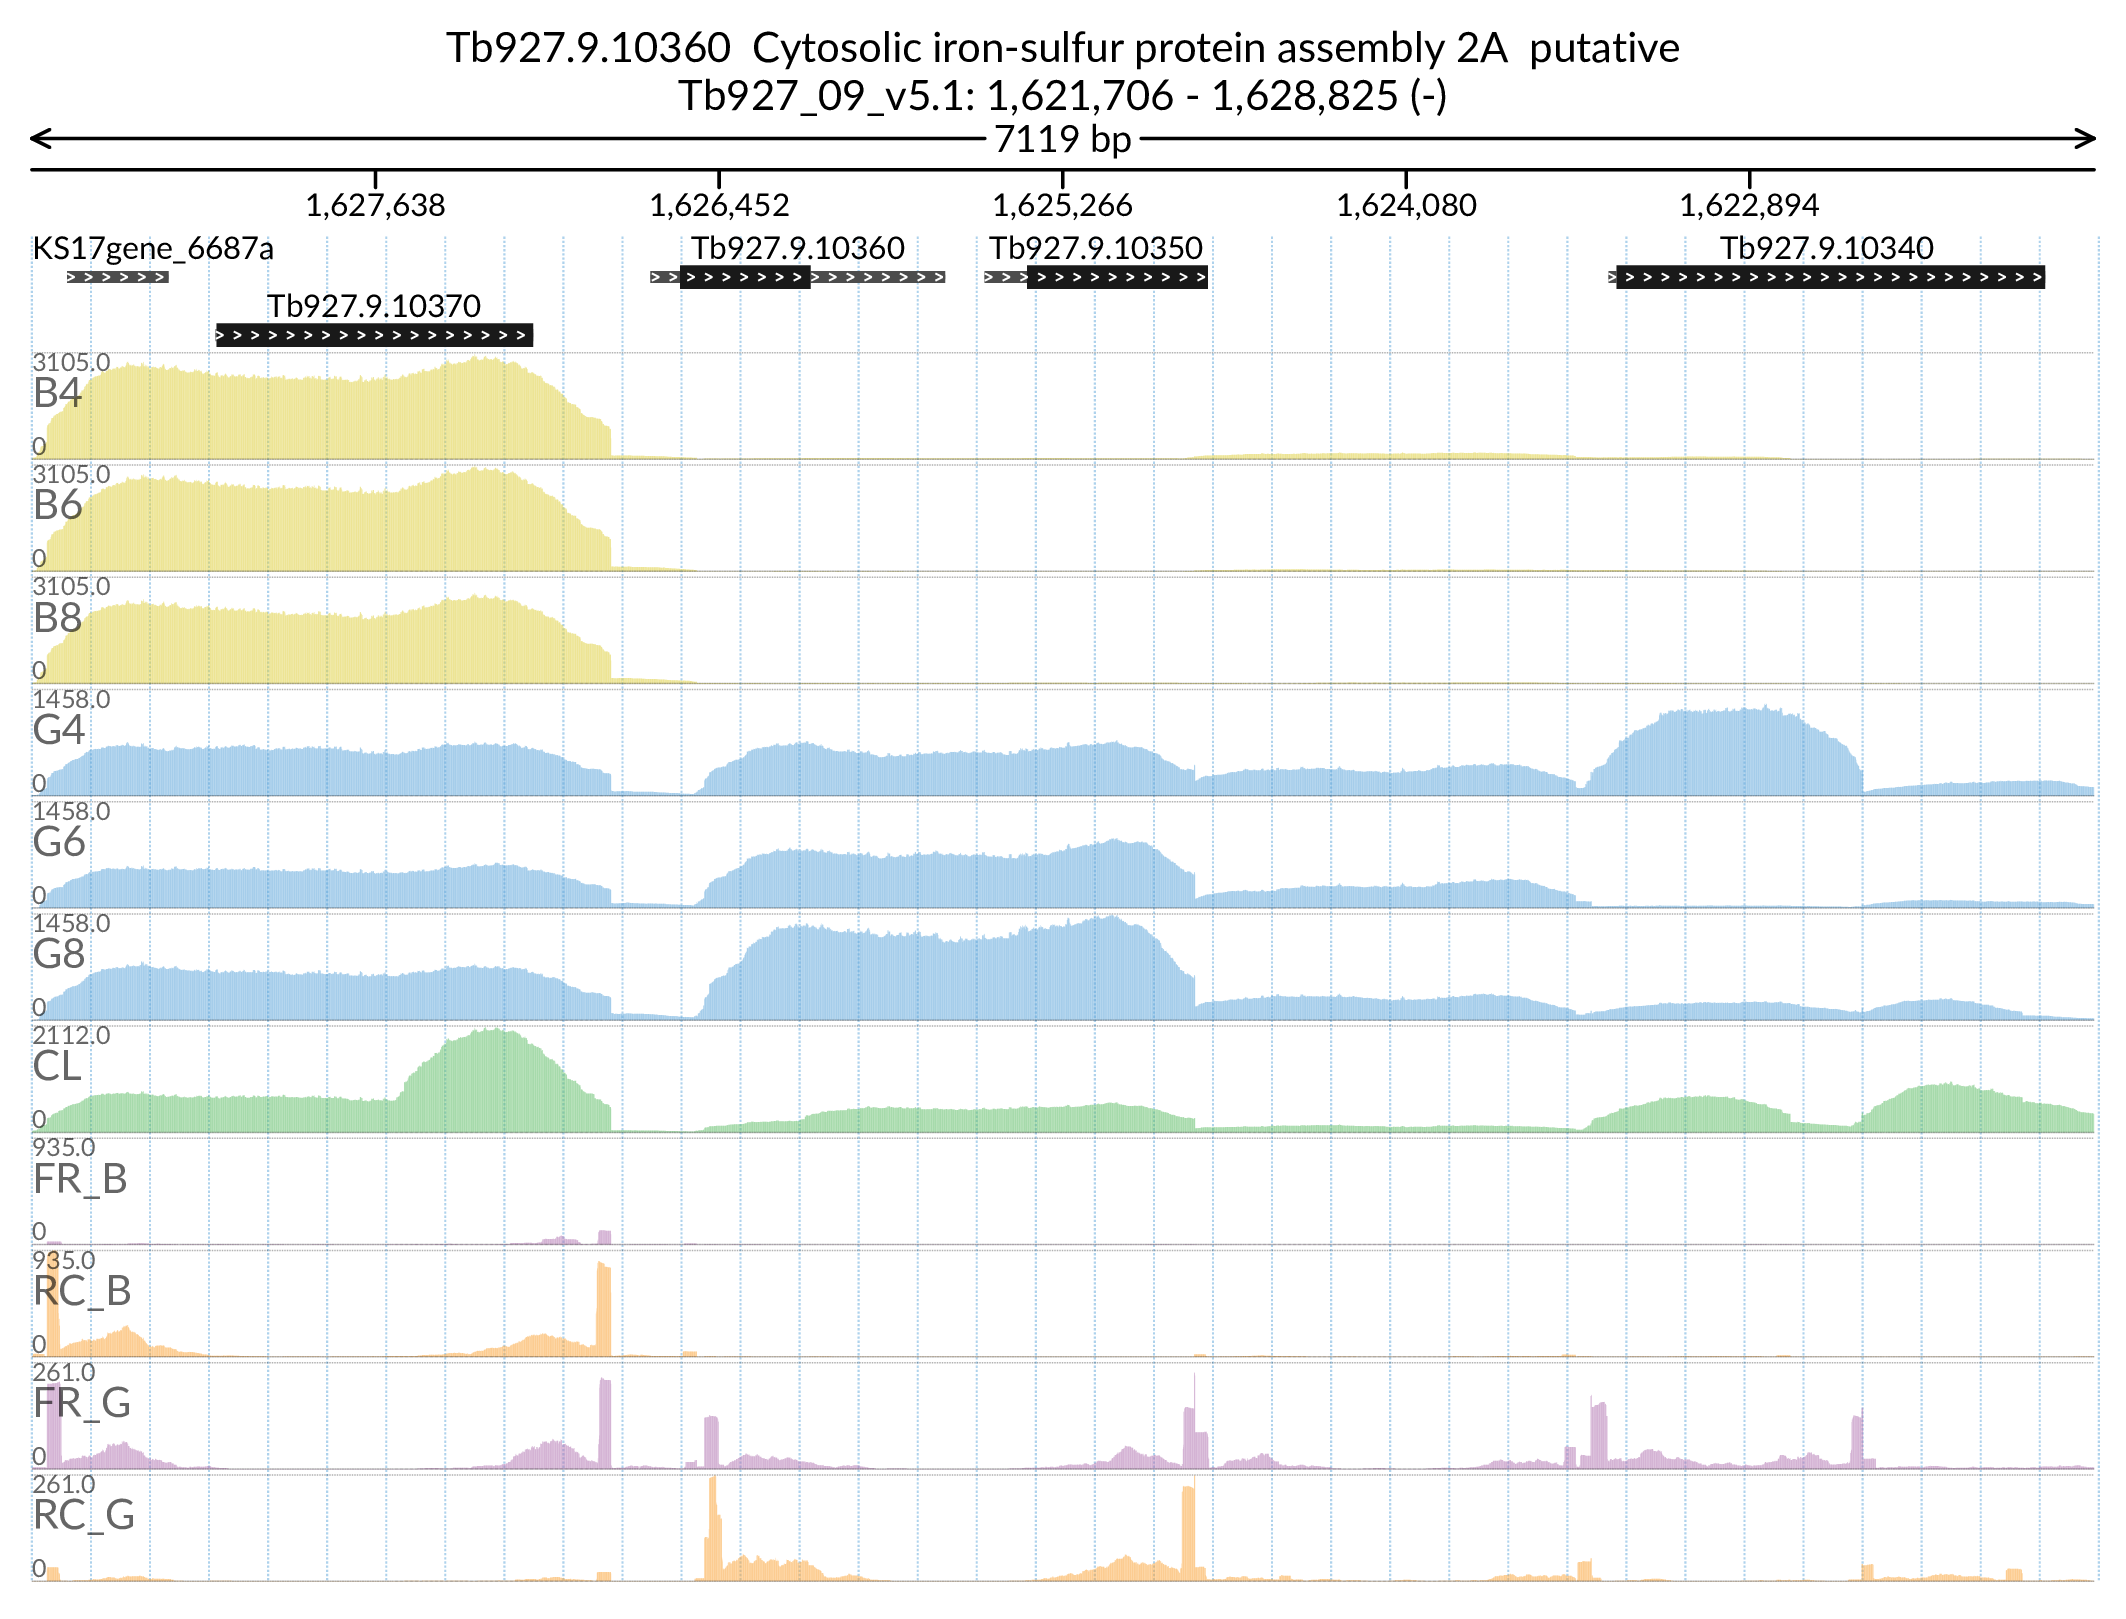 Tb927.9.10360  Cytosolic iron-sulfur protein assembly 2A  putative
Tb927_09_v5.1: 1,621,706 - 1,628,825 (-)
7119 bp
1,627,638 1,626,452 1,625,266 1,624,080 1,622,894
KS17gene_6687a Tb927.9.10360 Tb927.9.10350 Tb927.9.10340
Tb927.9.10370
3105.0
B4
0
3105.0
B6
0
3105.0
B8
0
1458.0
G4
0
1458.0
G6
0
1458.0
G8
0
2112.0
CL
0
935.0
FR_B
0
935.0
RC_B
0
261.0
FR_G
0
261.0
RC_G
0